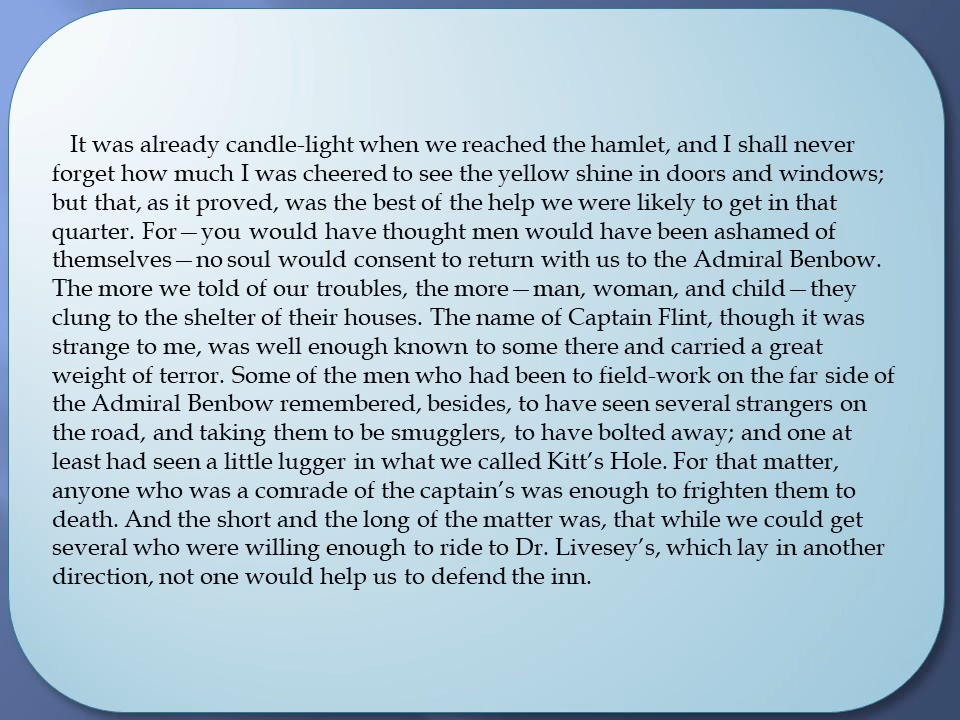 It was already candle-light when we reached the hamlet, and I shall never
forget how much I was cheered to see the yellow shine in doors and windows;
but that, as it proved, was the best of the help we were likely to get in that
quarter. For—you would have thought men would have been ashamed of
themselves—no soul would consent to return with us to the Admiral Benbow.
The more we told of our troubles, the more—man, woman, and child—they
clung to the shelter of their houses. The name of Captain Flint, though it was
strange to me, was well enough known to some there and carried a great
weight of terror. Some of the men who had been to field-work on the far side of
the Admiral Benbow remembered, besides, to have seen several strangers on
the road, and taking them to be smugglers, to have bolted away; and one at
least had seen a little lugger in what we called Kitt’s Hole. For that matter,
anyone who was a comrade of the captain’s was enough to frighten them to
death. And the short and the long of the matter was, that while we could get
several who were willing enough to ride to Dr. Livesey’s, which lay in another
direction, not one would help us to defend the inn.